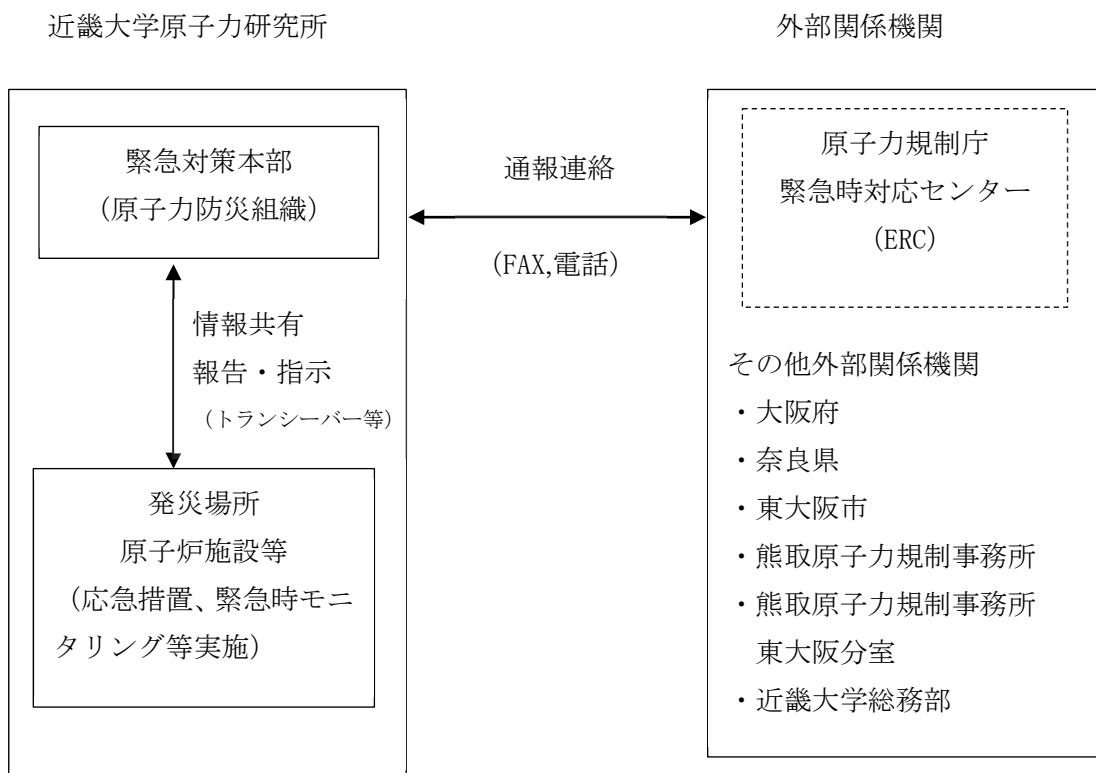 近畿大学原子力研究所
緊急対策本部
（原子力防災組織）
情報共有
報告・指示
（トランシーバー等）
発災場所
原子炉施設等
（応急措置、緊急時モニ
タリング等実施）
通報連絡
（FAX,電話）
外部関係機関
原子力規制庁
緊急時対応センター
（ERC）
その他外部関係機関
・大阪府
・奈良県
・東大阪市
・熊取原子力規制事務所
・熊取原子力規制事務所
東大阪分室
・近畿大学総務部